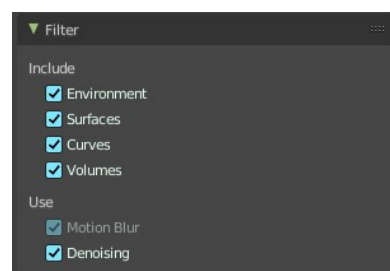 Filter
Include
Environment
Surfaces
Curves
Volumes
Use
Motion Blur
Denoising